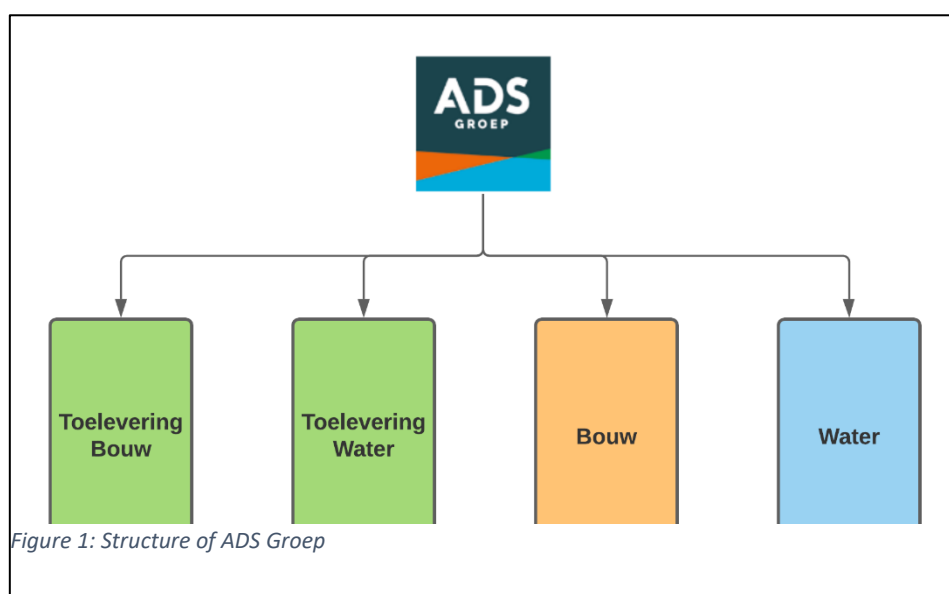 ADS
GROEP
Toelevering
Bouw
Toelevering
Water
Bouw
Water
Figure 1: Structure of ADS Groep